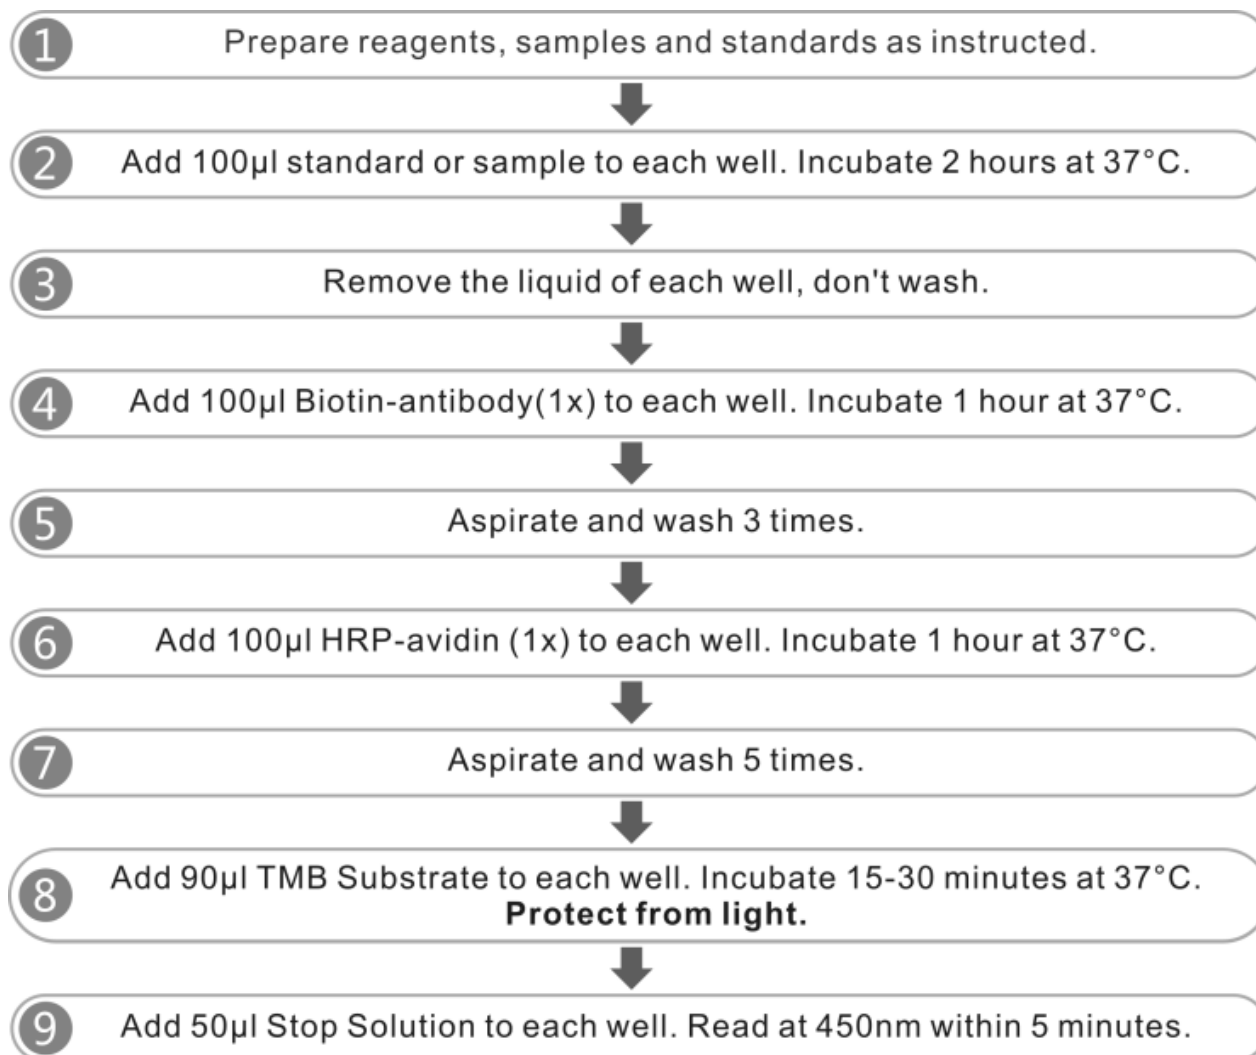 1 Prepare reagents, samples and standards as instructed.
2 Add 100µl standard or sample to each well. Incubate 2 hours at 37°C.
3 Remove the liquid of each well, don't wash.
4 Add 100µl Biotin-antibody(1x) to each well. Incubate 1 hour at 37°C.
5 Aspirate and wash 3 times.
6 Add 100µl HRP-avidin (1x) to each well. Incubate 1 hour at 37°C.
7 Aspirate and wash 5 times.
8 Add 90µl TMB Substrate to each well. Incubate 15-30 minutes at 37°C.
Protect from light.
9 Add 50µl Stop Solution to each well. Read at 450nm within 5 minutes.